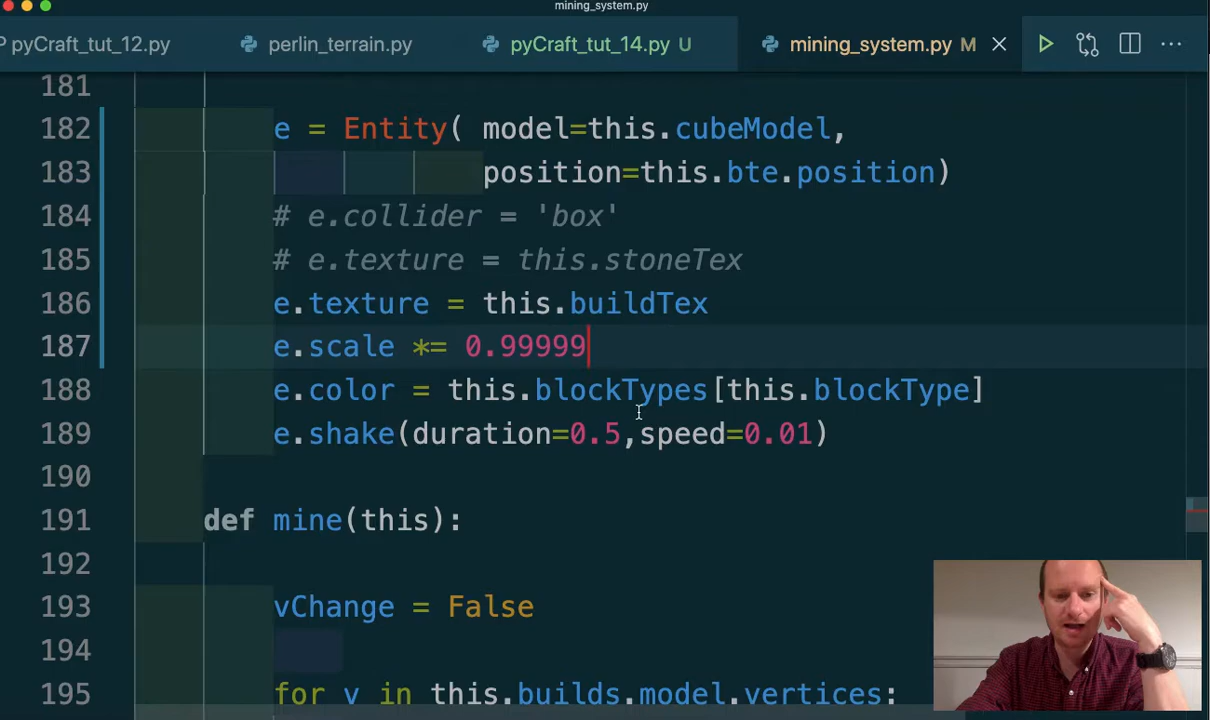 mining_system.py
pyCraft_tut_12.py perlin_terrain.py pyCraft_tut_14.py U mining_system.py M
181
182 e = Entity( model=this.cubeModel,
183 position=this.bte.position)
184 # e.collider = 'box'
185 # e.texture = this.stoneTex
186 e.texture = this.buildTex
187 e.scale *= 0.99999
188 e.color = this.blockTypes[this.blockType]
189 e.shake(duration=0.5,speed=0.01)
190
191 def mine(this):
192
193 vChange = False
194
195 for v in this.builds.model.vertices: